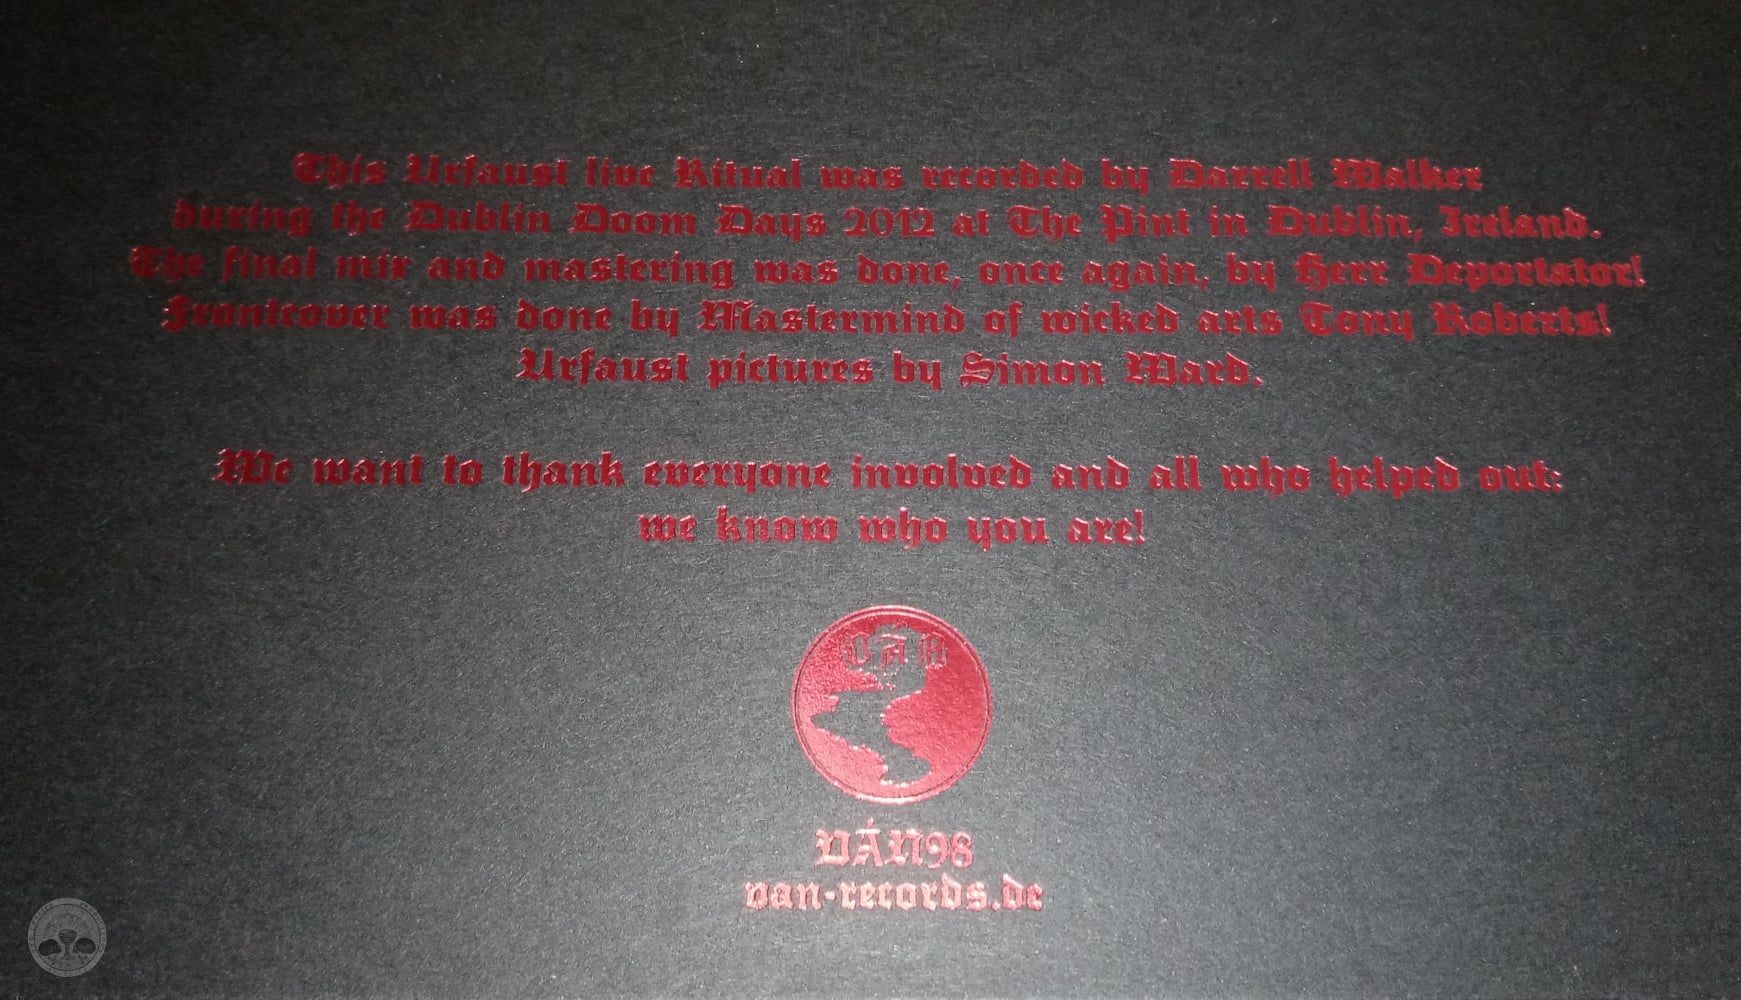 This Urfaust live Ritual was recorded by Darrell Walker
during the Dublin Doom Days 2012 at The Pint in Dublin, Ireland.
The final mix and mastering was done, once again, by Herr Deportator!
Frontcover was done by Mastermind of wicked arts Tony Roberts!
Urfaust pictures by Simon Ward.
We want to thank everyone involved and all who helped out:
we know who you are!
VÁN
VÁN98
van-records.de